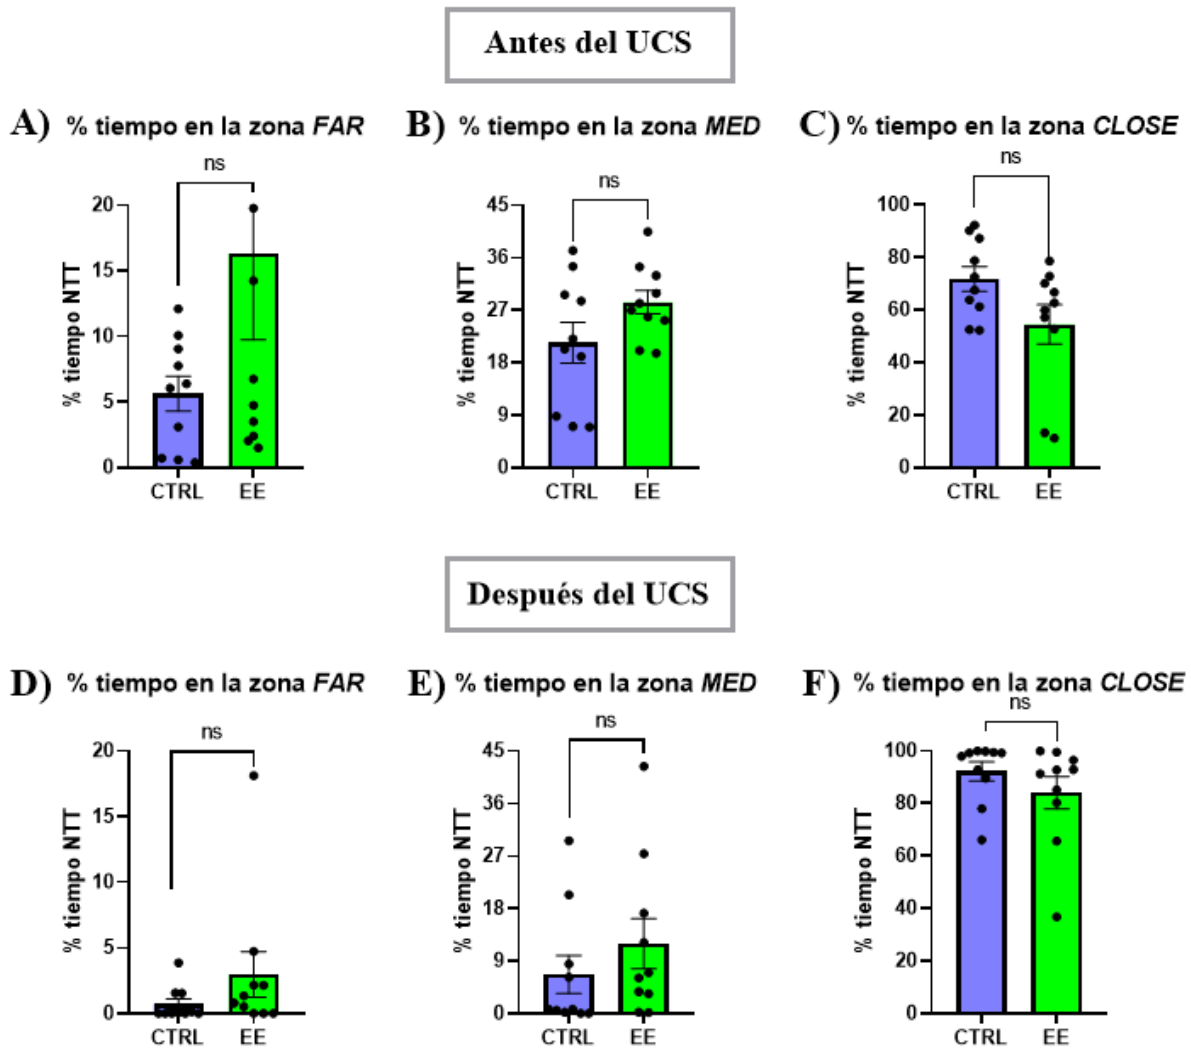 Antes del UCS
A) % tiempo en la zona FAR
B) % tiempo en la zona MED
C) % tiempo en la zona CLOSE
ns
ns
ns
% tiempo NTT
20
15
10
5
0
CTRL
EE
% tiempo NTT
45
36
27
18
9
0
CTRL
EE
% tiempo NTT
100
80
60
40
20
0
CTRL
EE
Después del UCS
D) % tiempo en la zona FAR
E) % tiempo en la zona MED
F) % tiempo en la zona CLOSE
ns
ns
ns
% tiempo NTT
20
15
10
5
0
CTRL
EE
% tiempo NTT
45
36
27
18
9
0
CTRL
EE
% tiempo NTT
100
80
60
40
20
0
CTRL
EE